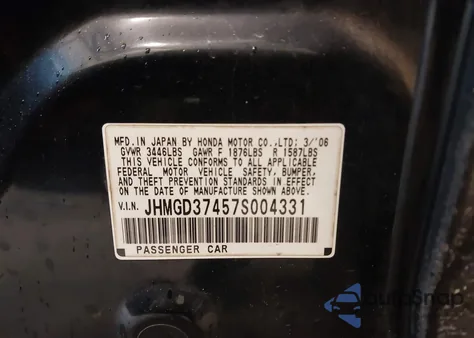 MFD.IN JAPAN BY HONDA MOTOR CO.,LTD; 3/'06
GVWR 3446LBS GAWR F 1876LBS R 1587LBS
THIS VEHICLE CONFORMS TO ALL APPLICABLE
FEDERAL MOTOR VEHICLE SAFETY, BUMPER,
AND THEFT PREVENTION STANDARDS IN EFFECT
ON THE DATE OF MANUFACTURE SHOWN ABOVE.
V.I.N. JHMGD37457S004331
PASSENGER CAR
AutoSnap